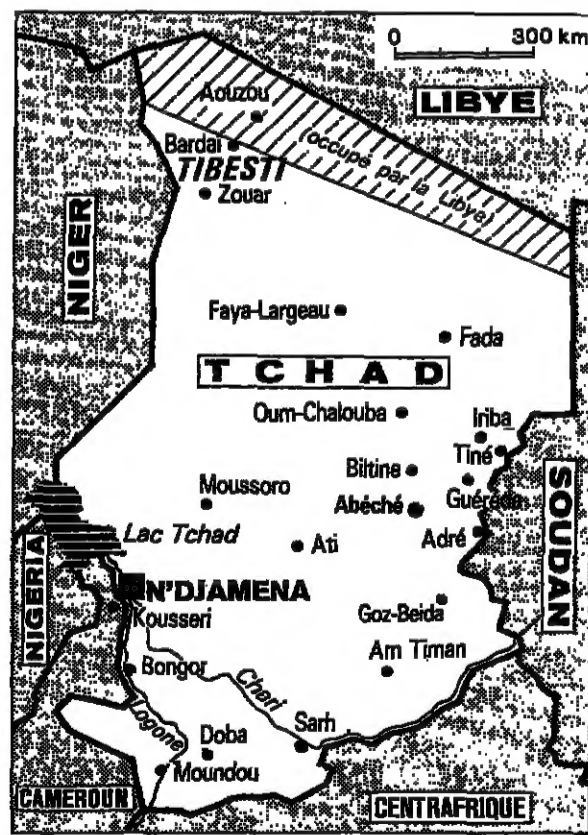 0 300 km
LIBYE
Aouzou
(occupé par la Libye)
Bardaï
TIBESTI
Zouar
NIGER
Faya-Largeau
Fada
TCHAD
Oum-Chalouba
Iriba
Tiné
Biltine
Guéréda
Moussoro
Abéché
SOUDAN
Lac Tchad
Ati
Adré
N'DJAMENA
NIGERIA
Kousseri
Goz-Beida
Am Timan
Bongor
Chari
Logone
Doba
Sarh
Moundou
CAMEROUN
CENTRAFRIQUE